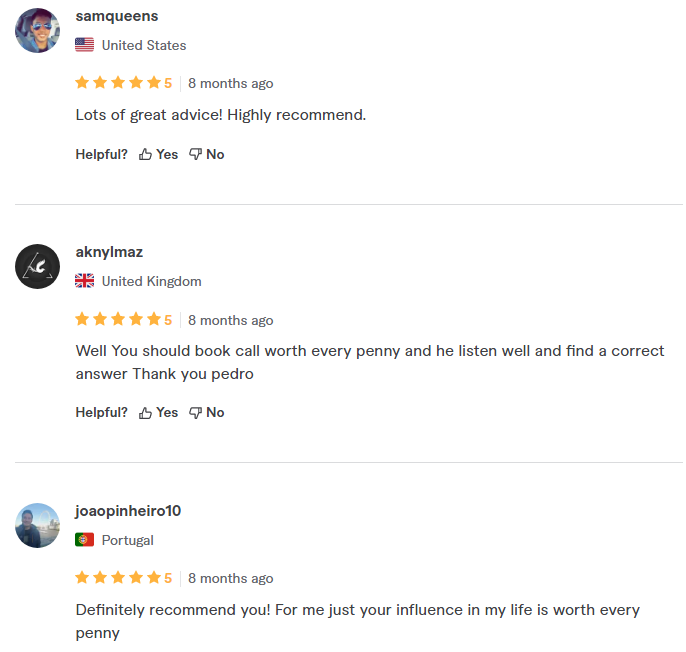 samqueens
United States
5 8 months ago
Lots of great advice! Highly recommend.
Helpful? Yes No
aknylmaz
United Kingdom
5 8 months ago
Well You should book call worth every penny and he listen well and find a correct
answer Thank you pedro
Helpful? Yes No
joaopinheiro10
Portugal
5 8 months ago
Definitely recommend you! For me just your influence in my life is worth every
penny